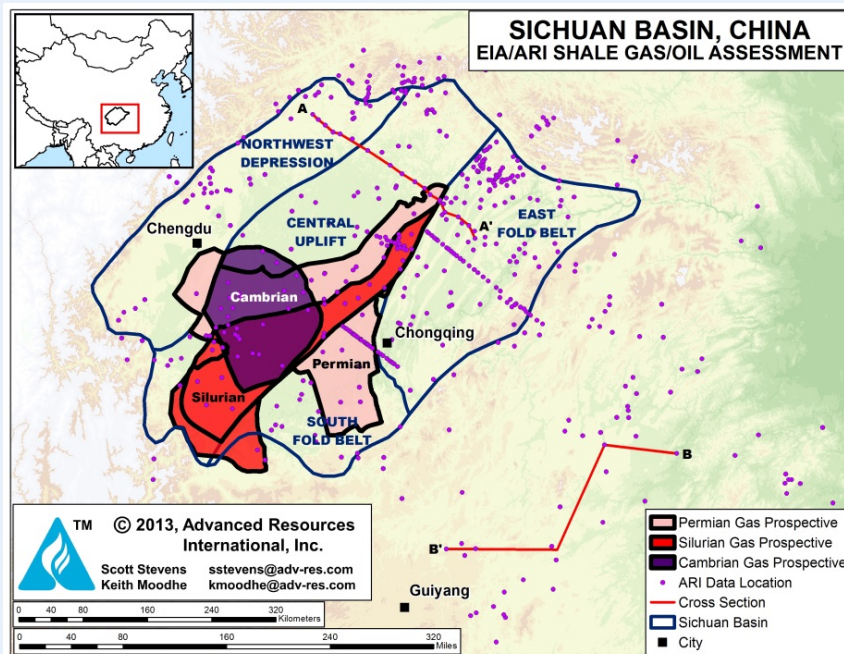 SICHUAN BASIN, CHINA
EIA/ARI SHALE GAS/OIL ASSESSMENT
A
NORTHWEST
DEPRESSION
Chengdu
CENTRAL
UPLIFT
A'
EAST
FOLD BELT
Cambrian
Chongqing
Permian
Silurian
SOUTH
FOLD BELT
B
B'
Guiyang
TM
© 2013, Advanced Resources
International, Inc.
Scott Stevens sstevens@adv-res.com
Keith Moodhe kmoodhe@adv-res.com
0 40 80 160 240 320
Kilometers
0 40 80 160 240 320
Miles
Permian Gas Prospective
Silurian Gas Prospective
Cambrian Gas Prospective
ARI Data Location
Cross Section
Sichuan Basin
City